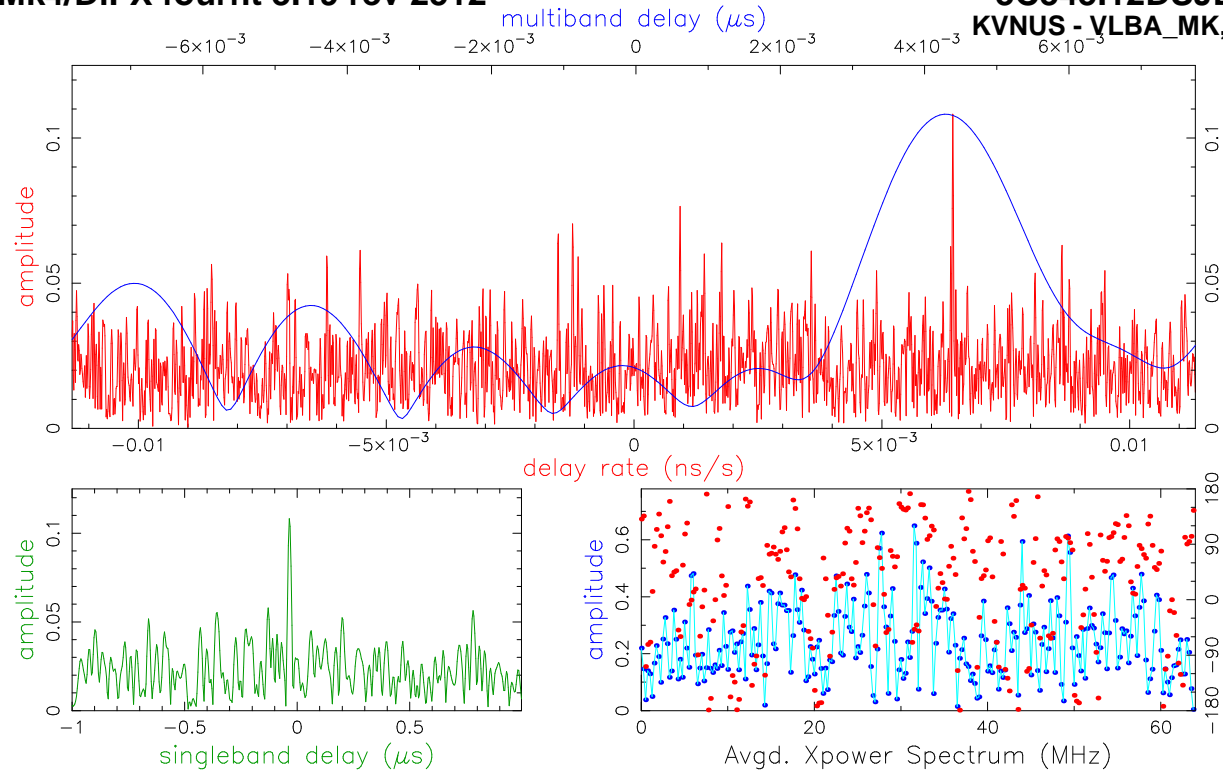 multiband delay (μs)
KVNUS - VLBA_MK,
−6×10⁻³ −4×10⁻³ −2×10⁻³ 0 2×10⁻³ 4×10⁻³ 6×10⁻³
amplitude
0 0.05 0.1
0 0.05 0.1
−0.01 −5×10⁻³ 0 5×10⁻³ 0.01
delay rate (ns/s)
amplitude
0 0.05 0.1
−1 −0.5 0 0.5
singleband delay (μs)
amplitude
0 0.2 0.4 0.6
0 20 40 60
−180 −90 0 90 180
Avgd. Xpower Spectrum (MHz)